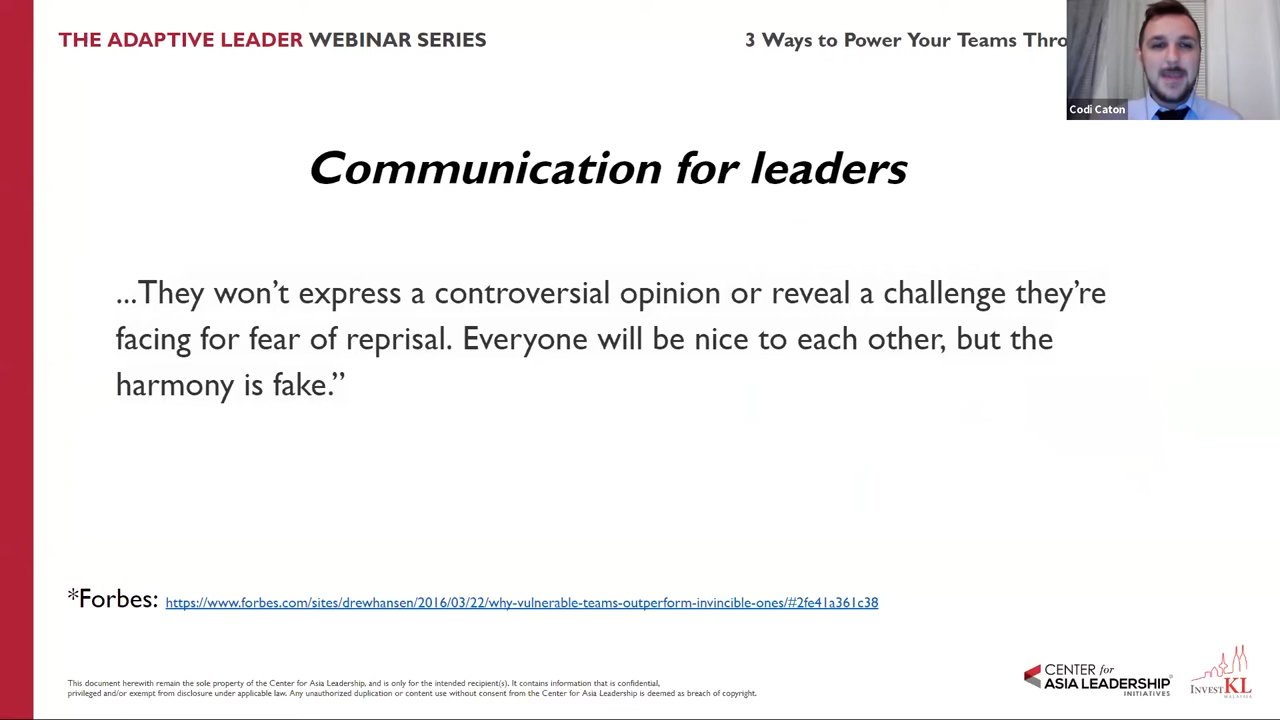 THE ADAPTIVE LEADER WEBINAR SERIES
3 Ways to Power Your Teams Thro
Codi Caton
Communication for leaders
...They won’t express a controversial opinion or reveal a challenge they’re
facing for fear of reprisal. Everyone will be nice to each other, but the
harmony is fake.”
*Forbes: https://www.forbes.com/sites/drewhansen/2016/03/22/why-vulnerable-teams-outperform-invincible-ones/#2fe41a361c38
This document herewith remain the sole property of the Center for Asia Leadership, and is only for the intended recipient(s). It contains information that is confidential,
privileged and/or exempt from disclosure under applicable law. Any unauthorized duplication or content use without consent from the Center for Asia Leadership is deemed as breach of copyright.
CENTER for
ASIA LEADERSHIP
INITIATIVES
INVEST KL
MALAYSIA